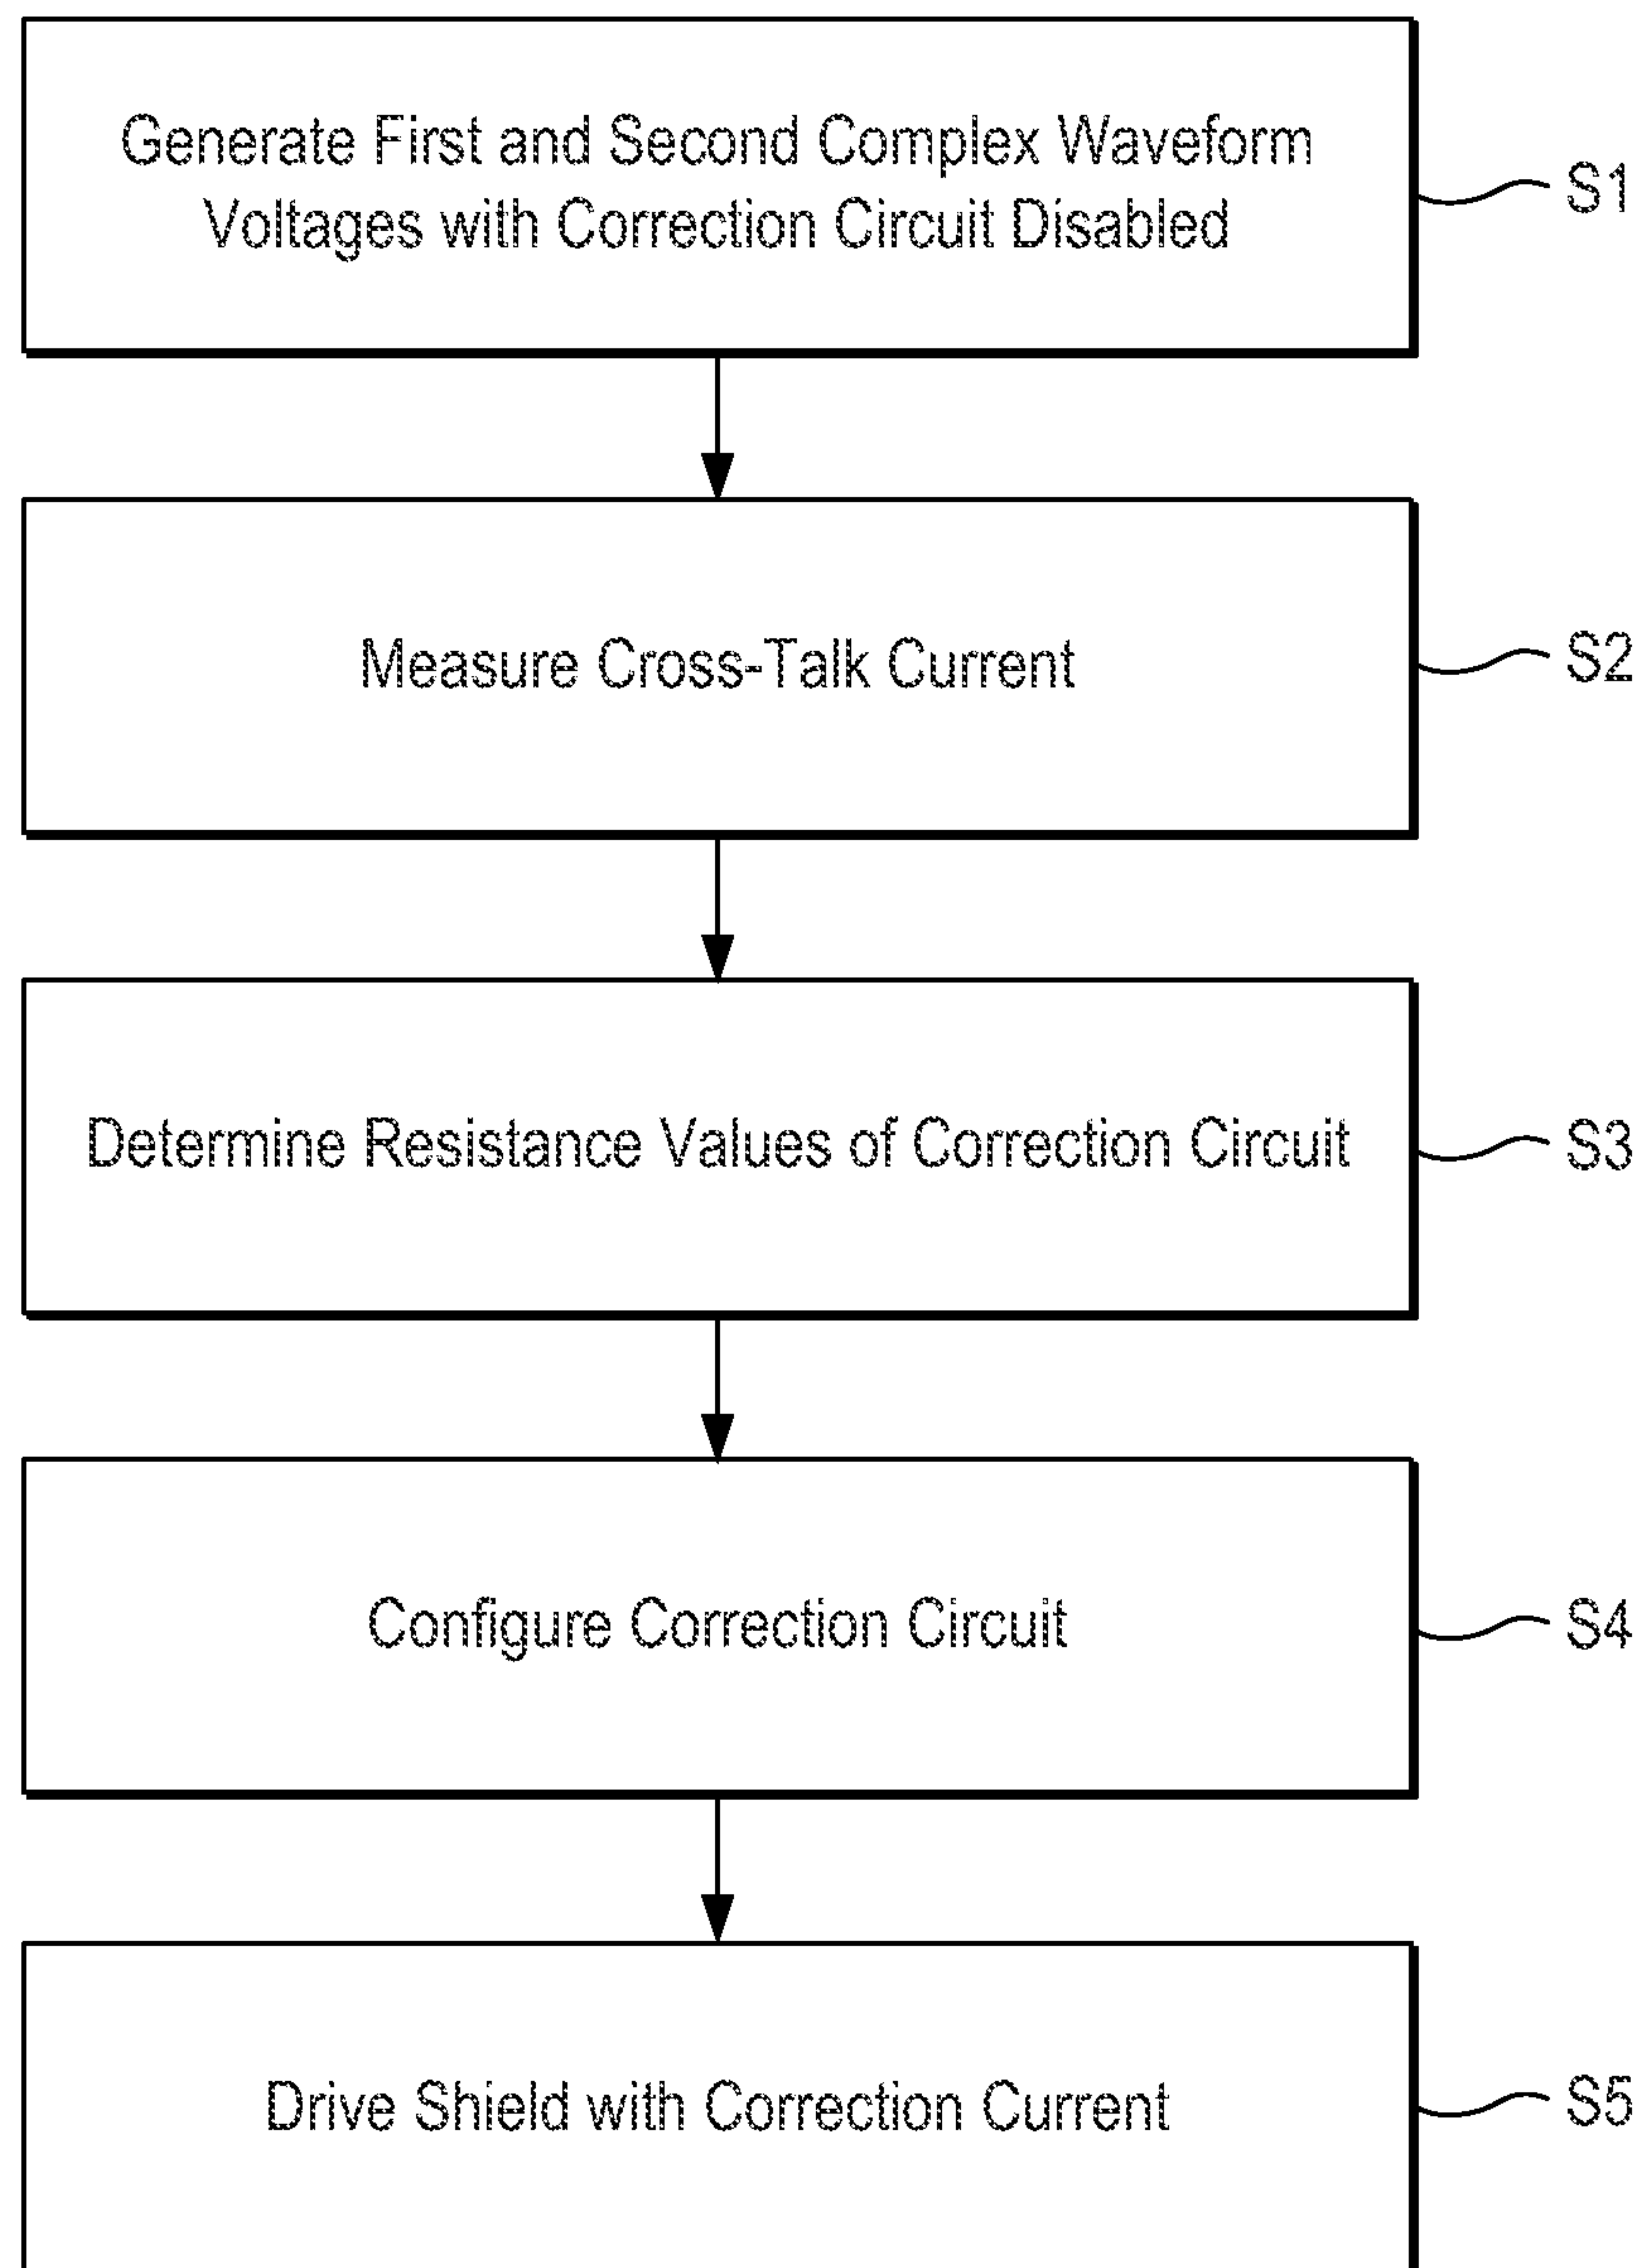 Generate First and Second Complex Waveform
Voltages with Correction Circuit Disabled
S1
Measure Cross-Talk Current
S2
Determine Resistance Values of Correction Circuit
S3
Configure Correction Circuit
S4
Drive Shield with Correction Current
S5